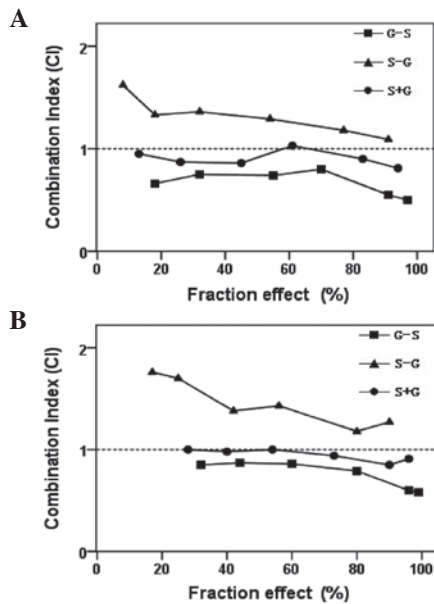 A
Combination Index (CI)
2
1
0
G-S
S-G
S+G
0 20 40 60 80 100
Fraction effect (%)
B
Combination Index (CI)
2
1
0
G-S
S-G
S+G
0 20 40 60 80 100
Fraction effect (%)